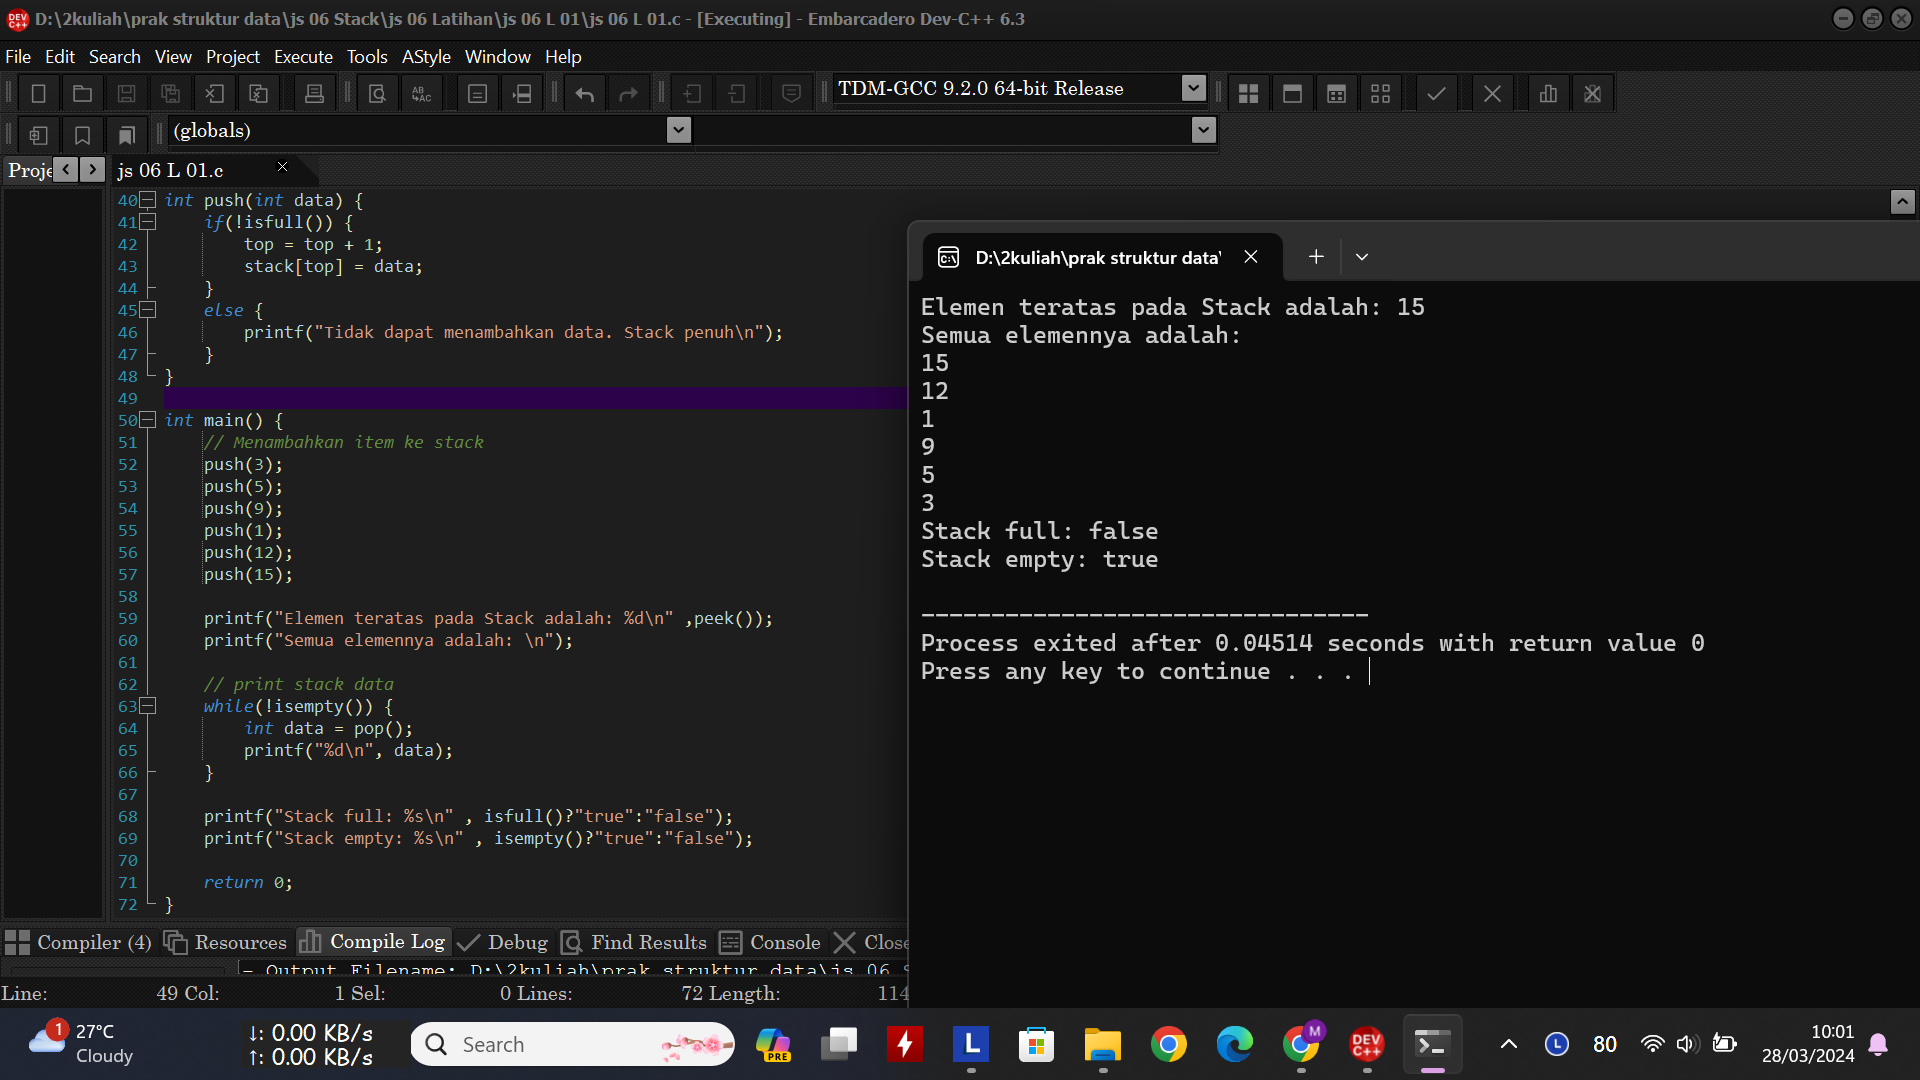 D:\2kuliah\prak struktur data\js 06 Stack\js 06 Latihan\js 06 L 01\js 06 L 01.c - [Executing] - Embarcadero Dev-C++ 6.3
File Edit Search View Project Execute Tools AStyle Window Help
TDM-GCC 9.2.0 64-bit Release
(globals)
Proje
js 06 L 01.c
40 int push(int data) {
41 if(!isfull()) {
42 top = top + 1;
43 stack[top] = data;
44 }
45 else {
46 printf("Tidak dapat menambahkan data. Stack penuh\n");
47 }
48 }
49
50 int main() {
51 // Menambahkan item ke stack
52 push(3);
53 push(5);
54 push(9);
55 push(1);
56 push(12);
57 push(15);
58
59 printf("Elemen teratas pada Stack adalah: %d\n" ,peek());
60 printf("Semua elemennya adalah: \n");
61
62 // print stack data
63 while(!isempty()) {
64 int data = pop();
65 printf("%d\n", data);
66 }
67
68 printf("Stack full: %s\n" , isfull()?"true":"false");
69 printf("Stack empty: %s\n" , isempty()?"true":"false");
70
71 return 0;
72 }
D:\2kuliah\prak struktur data\
Elemen teratas pada Stack adalah: 15
Semua elemennya adalah:
15
12
1
9
5
3
Stack full: false
Stack empty: true
--------------------------------
Process exited after 0.04514 seconds with return value 0
Press any key to continue . . .
Compiler (4) Resources Compile Log Debug Find Results Console Close
- Output Filename: D:\2kuliah\prak struktur data\js 06 S
Line: 49 Col: 1 Sel: 0 Lines: 72 Length: 114
1 27°C
Cloudy
↓: 0.00 KB/s
↑: 0.00 KB/s
Search
PRE
L
M
DEV C++
L
80
10:01
28/03/2024